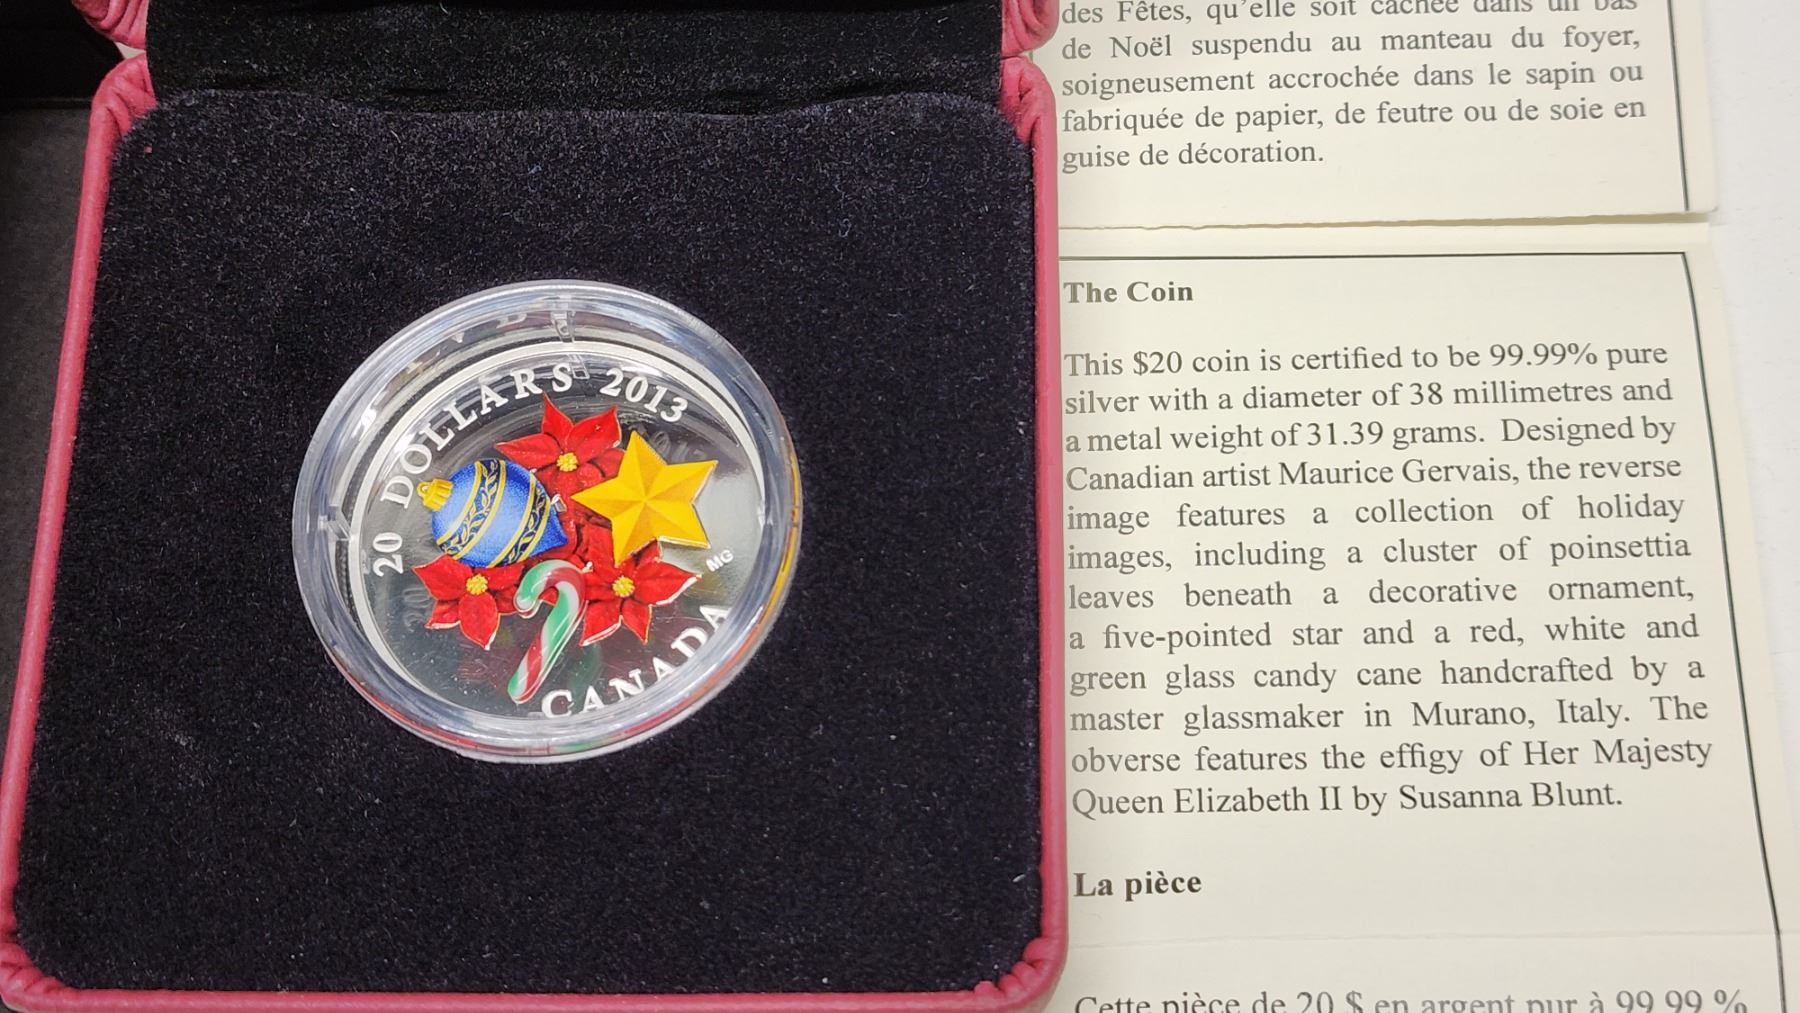 20 DOLLARS 2013
MG
CANADA
des Fêtes, qu'elle soit cachée dans un bas
de Noël suspendu au manteau du foyer,
soigneusement accrochée dans le sapin ou
fabriquée de papier, de feutre ou de soie en
guise de décoration.
The Coin
This $20 coin is certified to be 99.99% pure
silver with a diameter of 38 millimetres and
a metal weight of 31.39 grams. Designed by
Canadian artist Maurice Gervais, the reverse
image features a collection of holiday
images, including a cluster of poinsettia
leaves beneath a decorative ornament,
a five-pointed star and a red, white and
green glass candy cane handcrafted by a
master glassmaker in Murano, Italy. The
obverse features the effigy of Her Majesty
Queen Elizabeth II by Susanna Blunt.
La pièce
Cette pièce de 20 $ en argent pur à 99,99 %